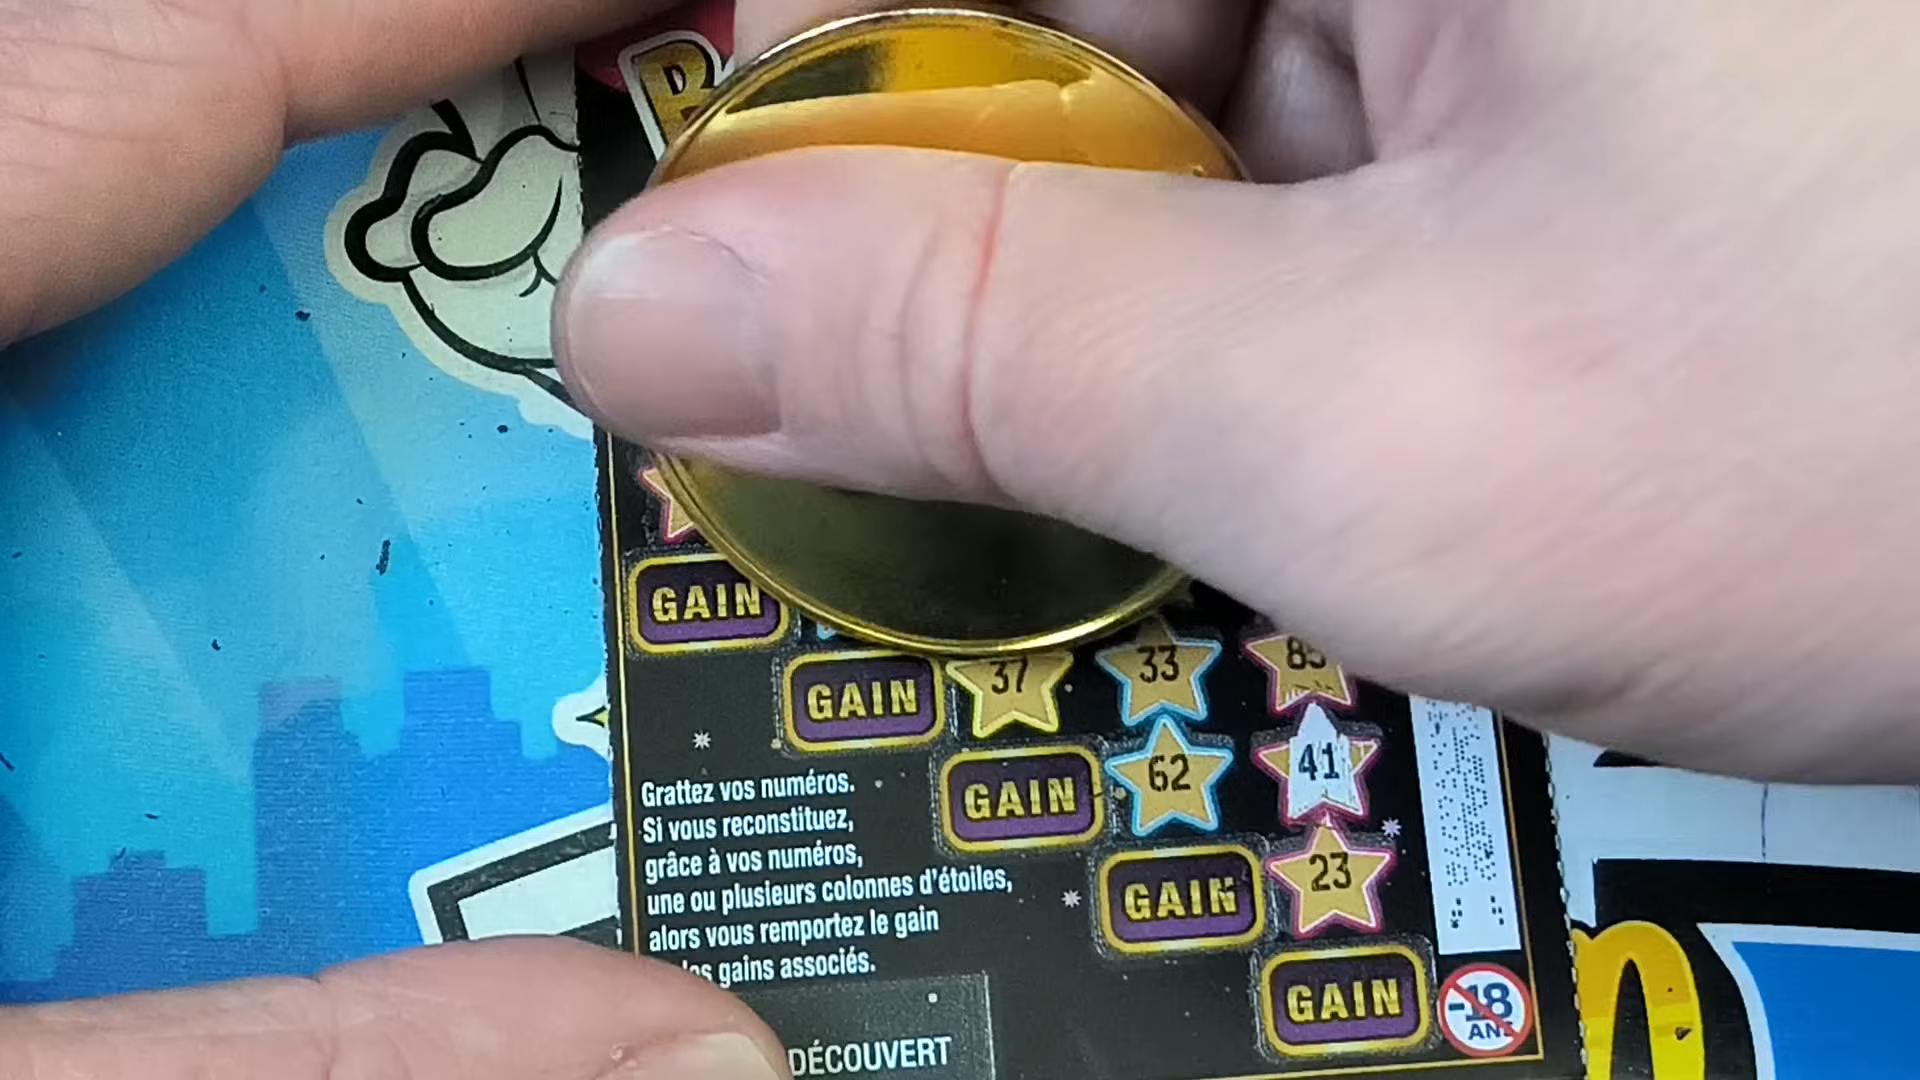 GAIN
37 33 85
GAIN
62 41
GAIN
23
GAIN
GAIN
Grattez vos numéros.
Si vous reconstituez,
grâce à vos numéros,
une ou plusieurs colonnes d'étoiles,
alors vous remportez le gain
gains associés.
DÉCOUVERT
-18